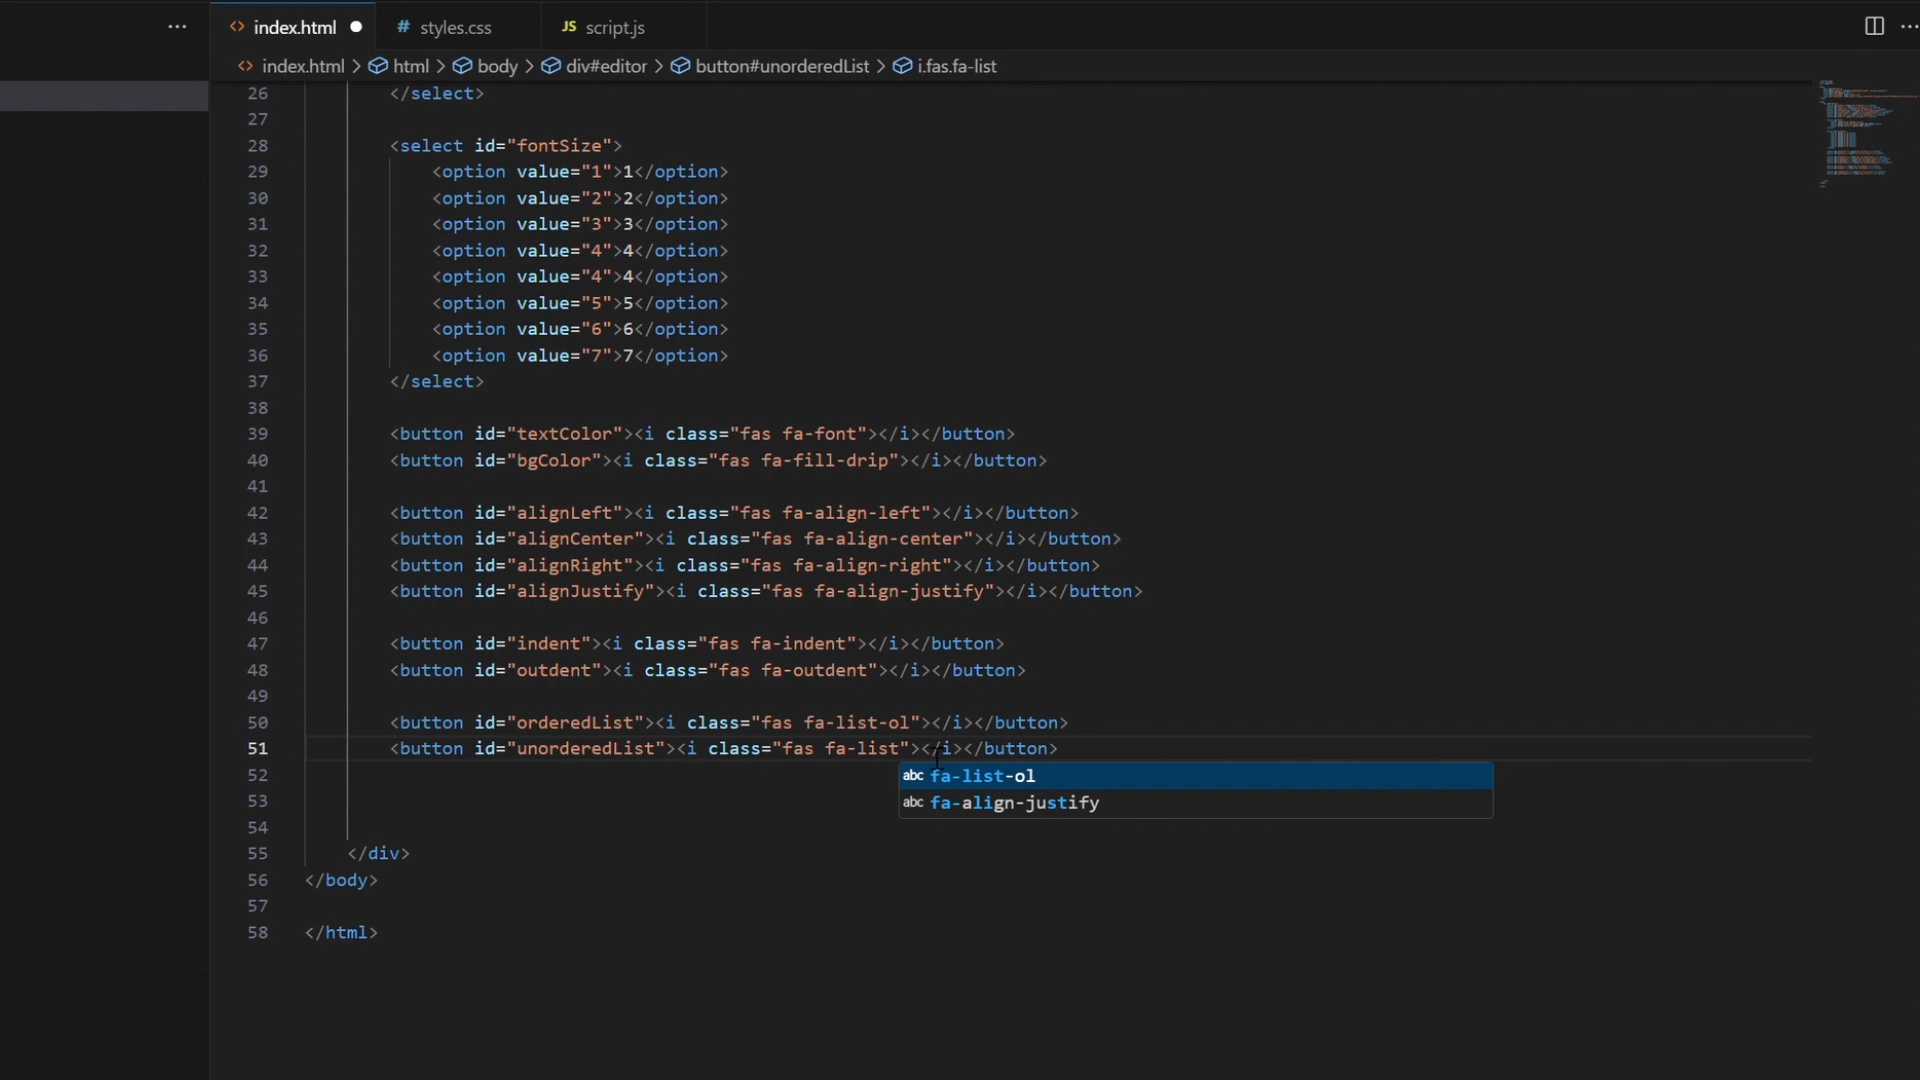 index.html
# styles.css
JS script.js
index.html > html > body > div#editor > button#unorderedList > i.fas.fa-list
26 </select>
27
28 <select id="fontSize">
29 <option value="1">1</option>
30 <option value="2">2</option>
31 <option value="3">3</option>
32 <option value="4">4</option>
33 <option value="4">4</option>
34 <option value="5">5</option>
35 <option value="6">6</option>
36 <option value="7">7</option>
37 </select>
38
39 <button id="textColor"><i class="fas fa-font"></i></button>
40 <button id="bgColor"><i class="fas fa-fill-drip"></i></button>
41
42 <button id="alignLeft"><i class="fas fa-align-left"></i></button>
43 <button id="alignCenter"><i class="fas fa-align-center"></i></button>
44 <button id="alignRight"><i class="fas fa-align-right"></i></button>
45 <button id="alignJustify"><i class="fas fa-align-justify"></i></button>
46
47 <button id="indent"><i class="fas fa-indent"></i></button>
48 <button id="outdent"><i class="fas fa-outdent"></i></button>
49
50 <button id="orderedList"><i class="fas fa-list-ol"></i></button>
51 <button id="unorderedList"><i class="fas fa-list"></i></button>
52 abc fa-list-ol
53 abc fa-align-justify
54
55 </div>
56 </body>
57
58 </html>